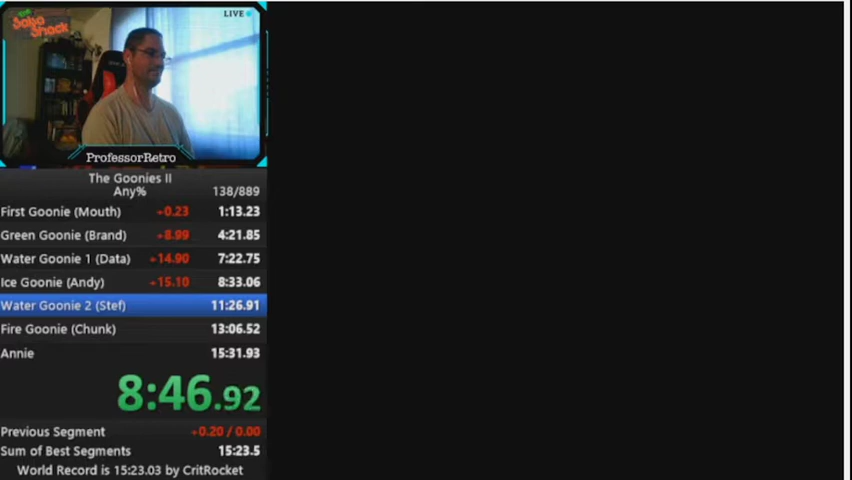 The
Salsa
Shack
LIVE
ProfessorRetro
The Goonies II
Any% 138/889
First Goonie (Mouth) +0.23 1:13.23
Green Goonie (Brand) +8.99 4:21.85
Water Goonie 1 (Data) +14.90 7:22.75
Ice Goonie (Andy) +15.10 8:33.06
Water Goonie 2 (Stef) 11:26.91
Fire Goonie (Chunk) 13:06.52
Annie 15:31.93
8:46.92
Previous Segment +0.20 / 0.00
Sum of Best Segments 15:23.5
World Record is 15:23.03 by CritRocket